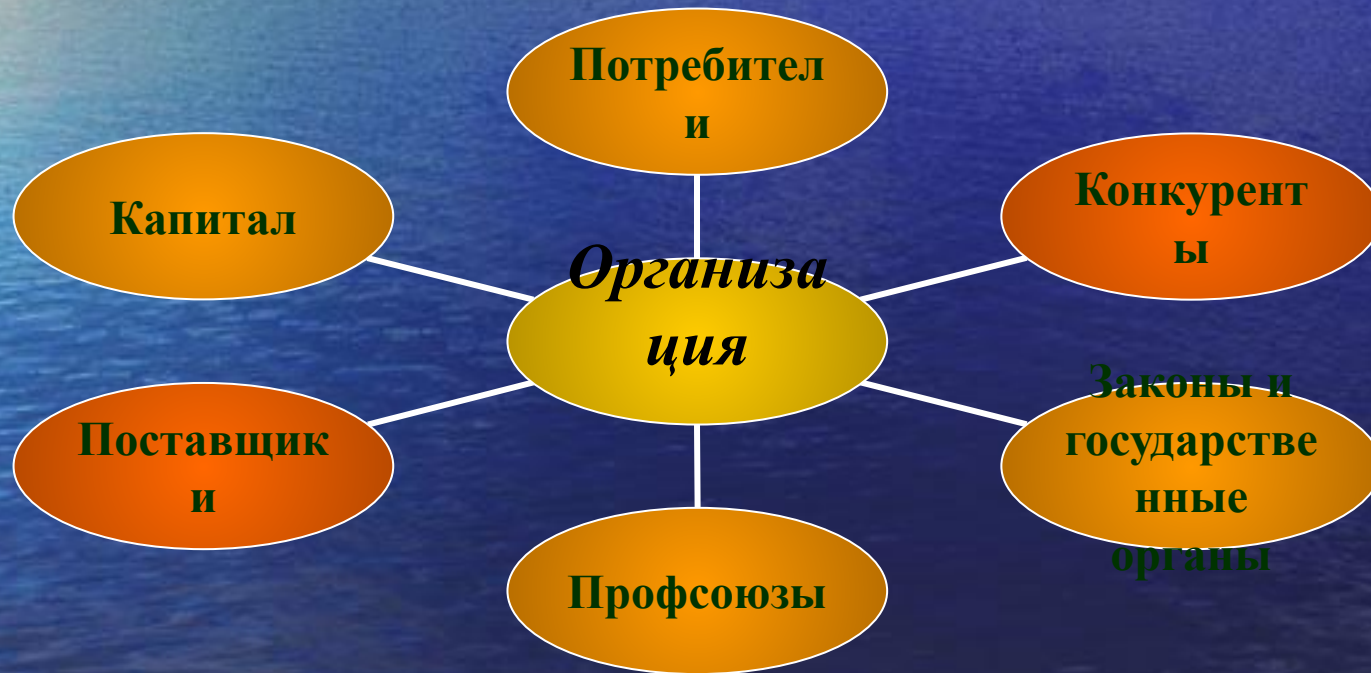 Потребител
и
Капитал
Конкурент
ы
Организа
ция
Поставщик
и
Законы и
государстве
нные
органы
Профсоюзы